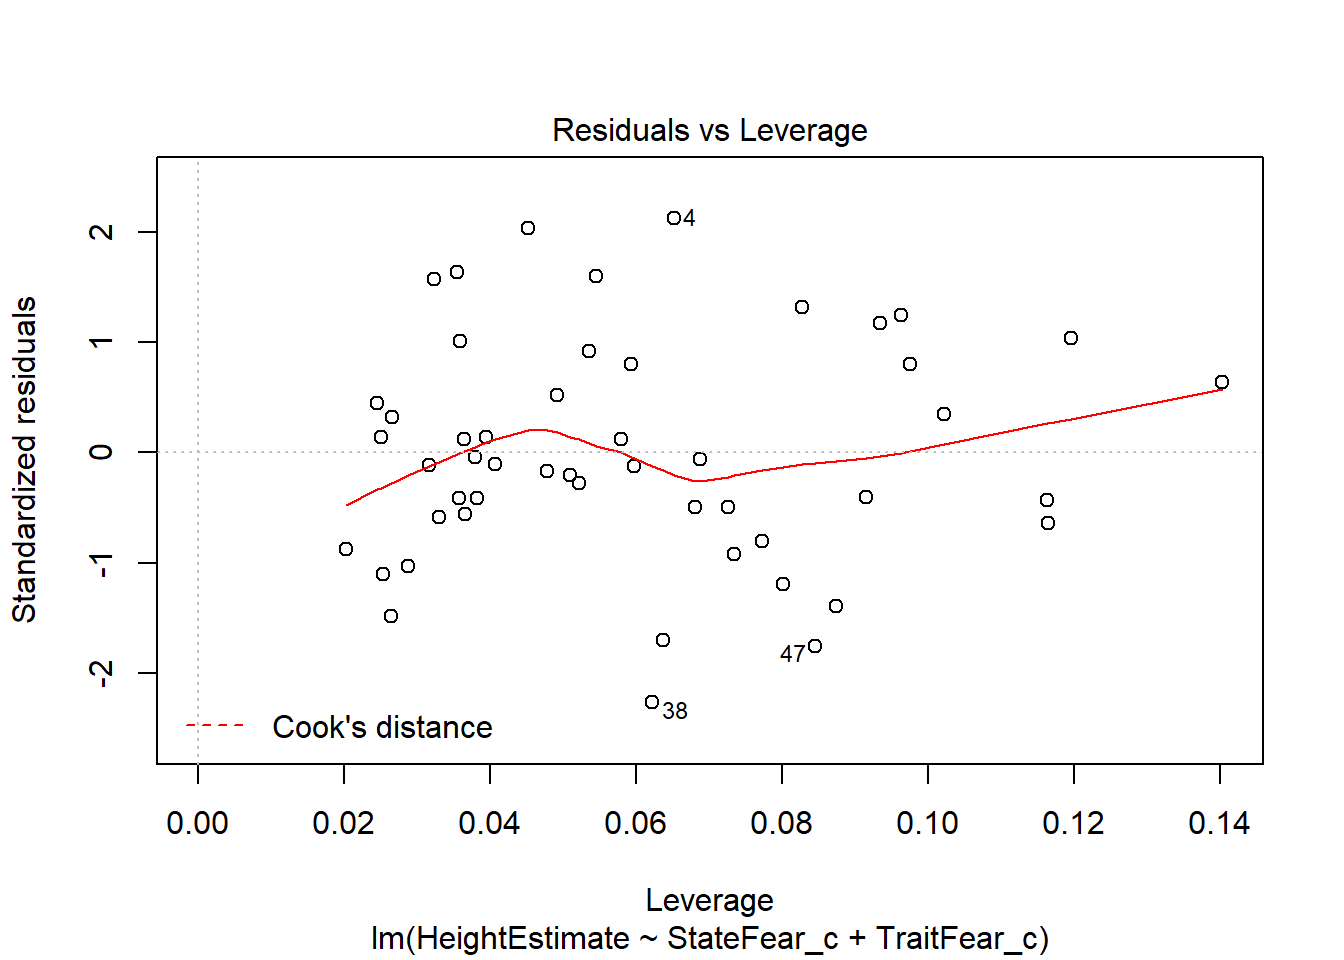 Residuals vs Leverage
Standardized residuals
2
1
0
-1
-2
4
47
38
Cook's distance
0.00 0.02 0.04 0.06 0.08 0.10 0.12 0.14
Leverage
lm(HeightEstimate ~ StateFear_c + TraitFear_c)